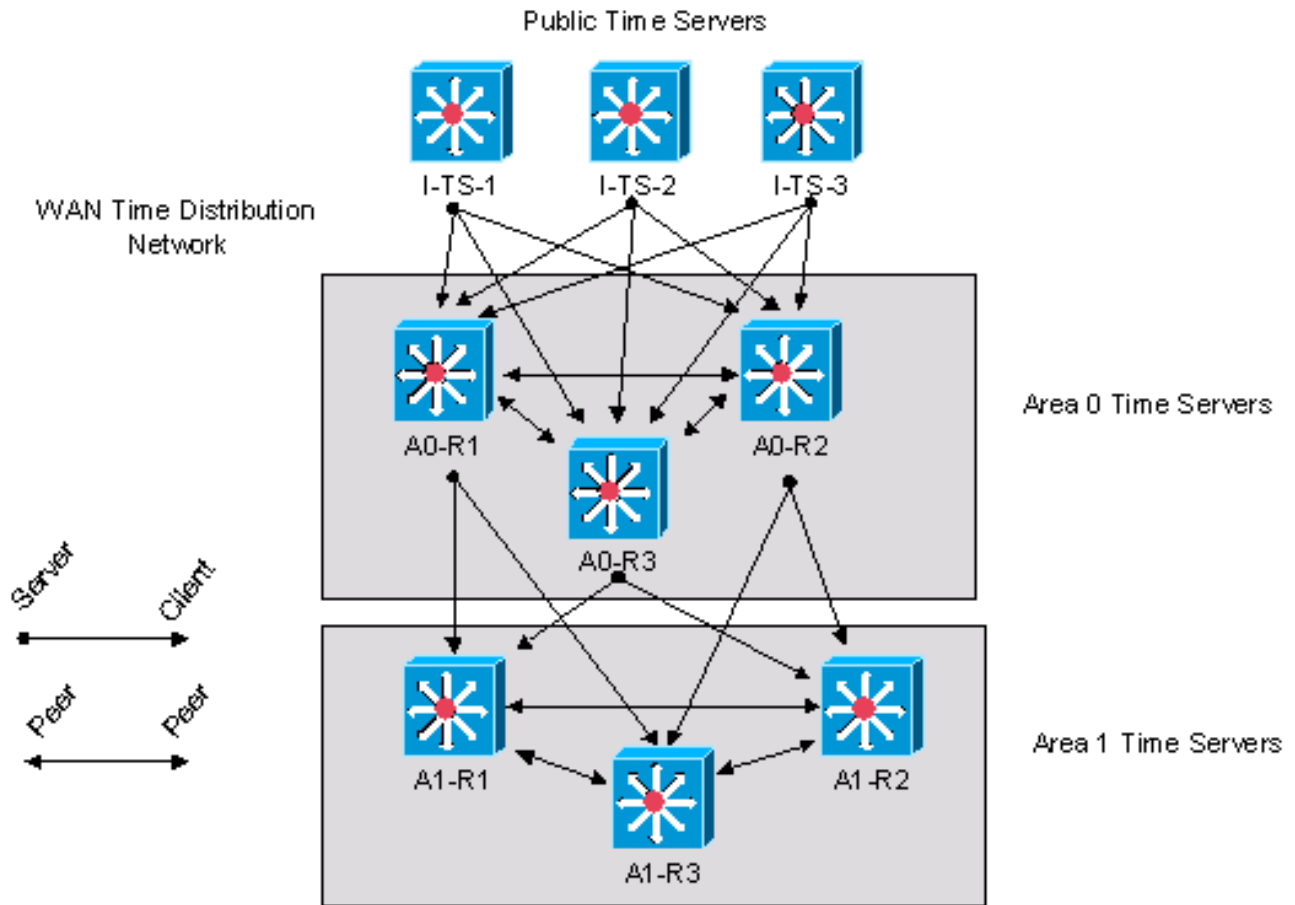 Public Time Servers
I-TS-1
I-TS-2
I-TS-3
WAN Time Distribution
Network
A0-R1
A0-R2
Area 0 Time Servers
A0-R3
Server
Client
Peer
Peer
A1-R1
A1-R2
Area 1 Time Servers
A1-R3